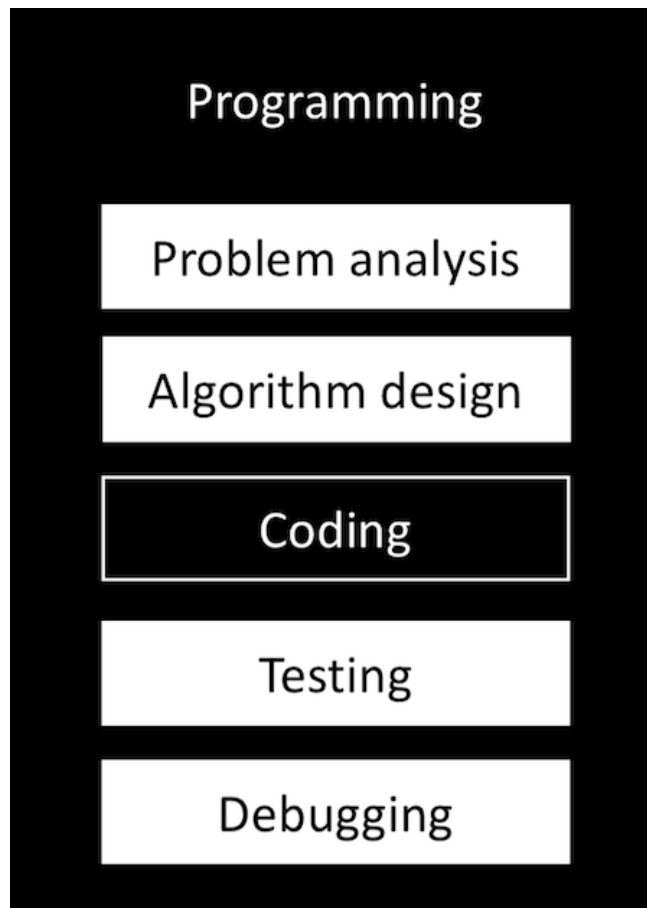 Programming
Problem analysis
Algorithm design
Coding
Testing
Debugging